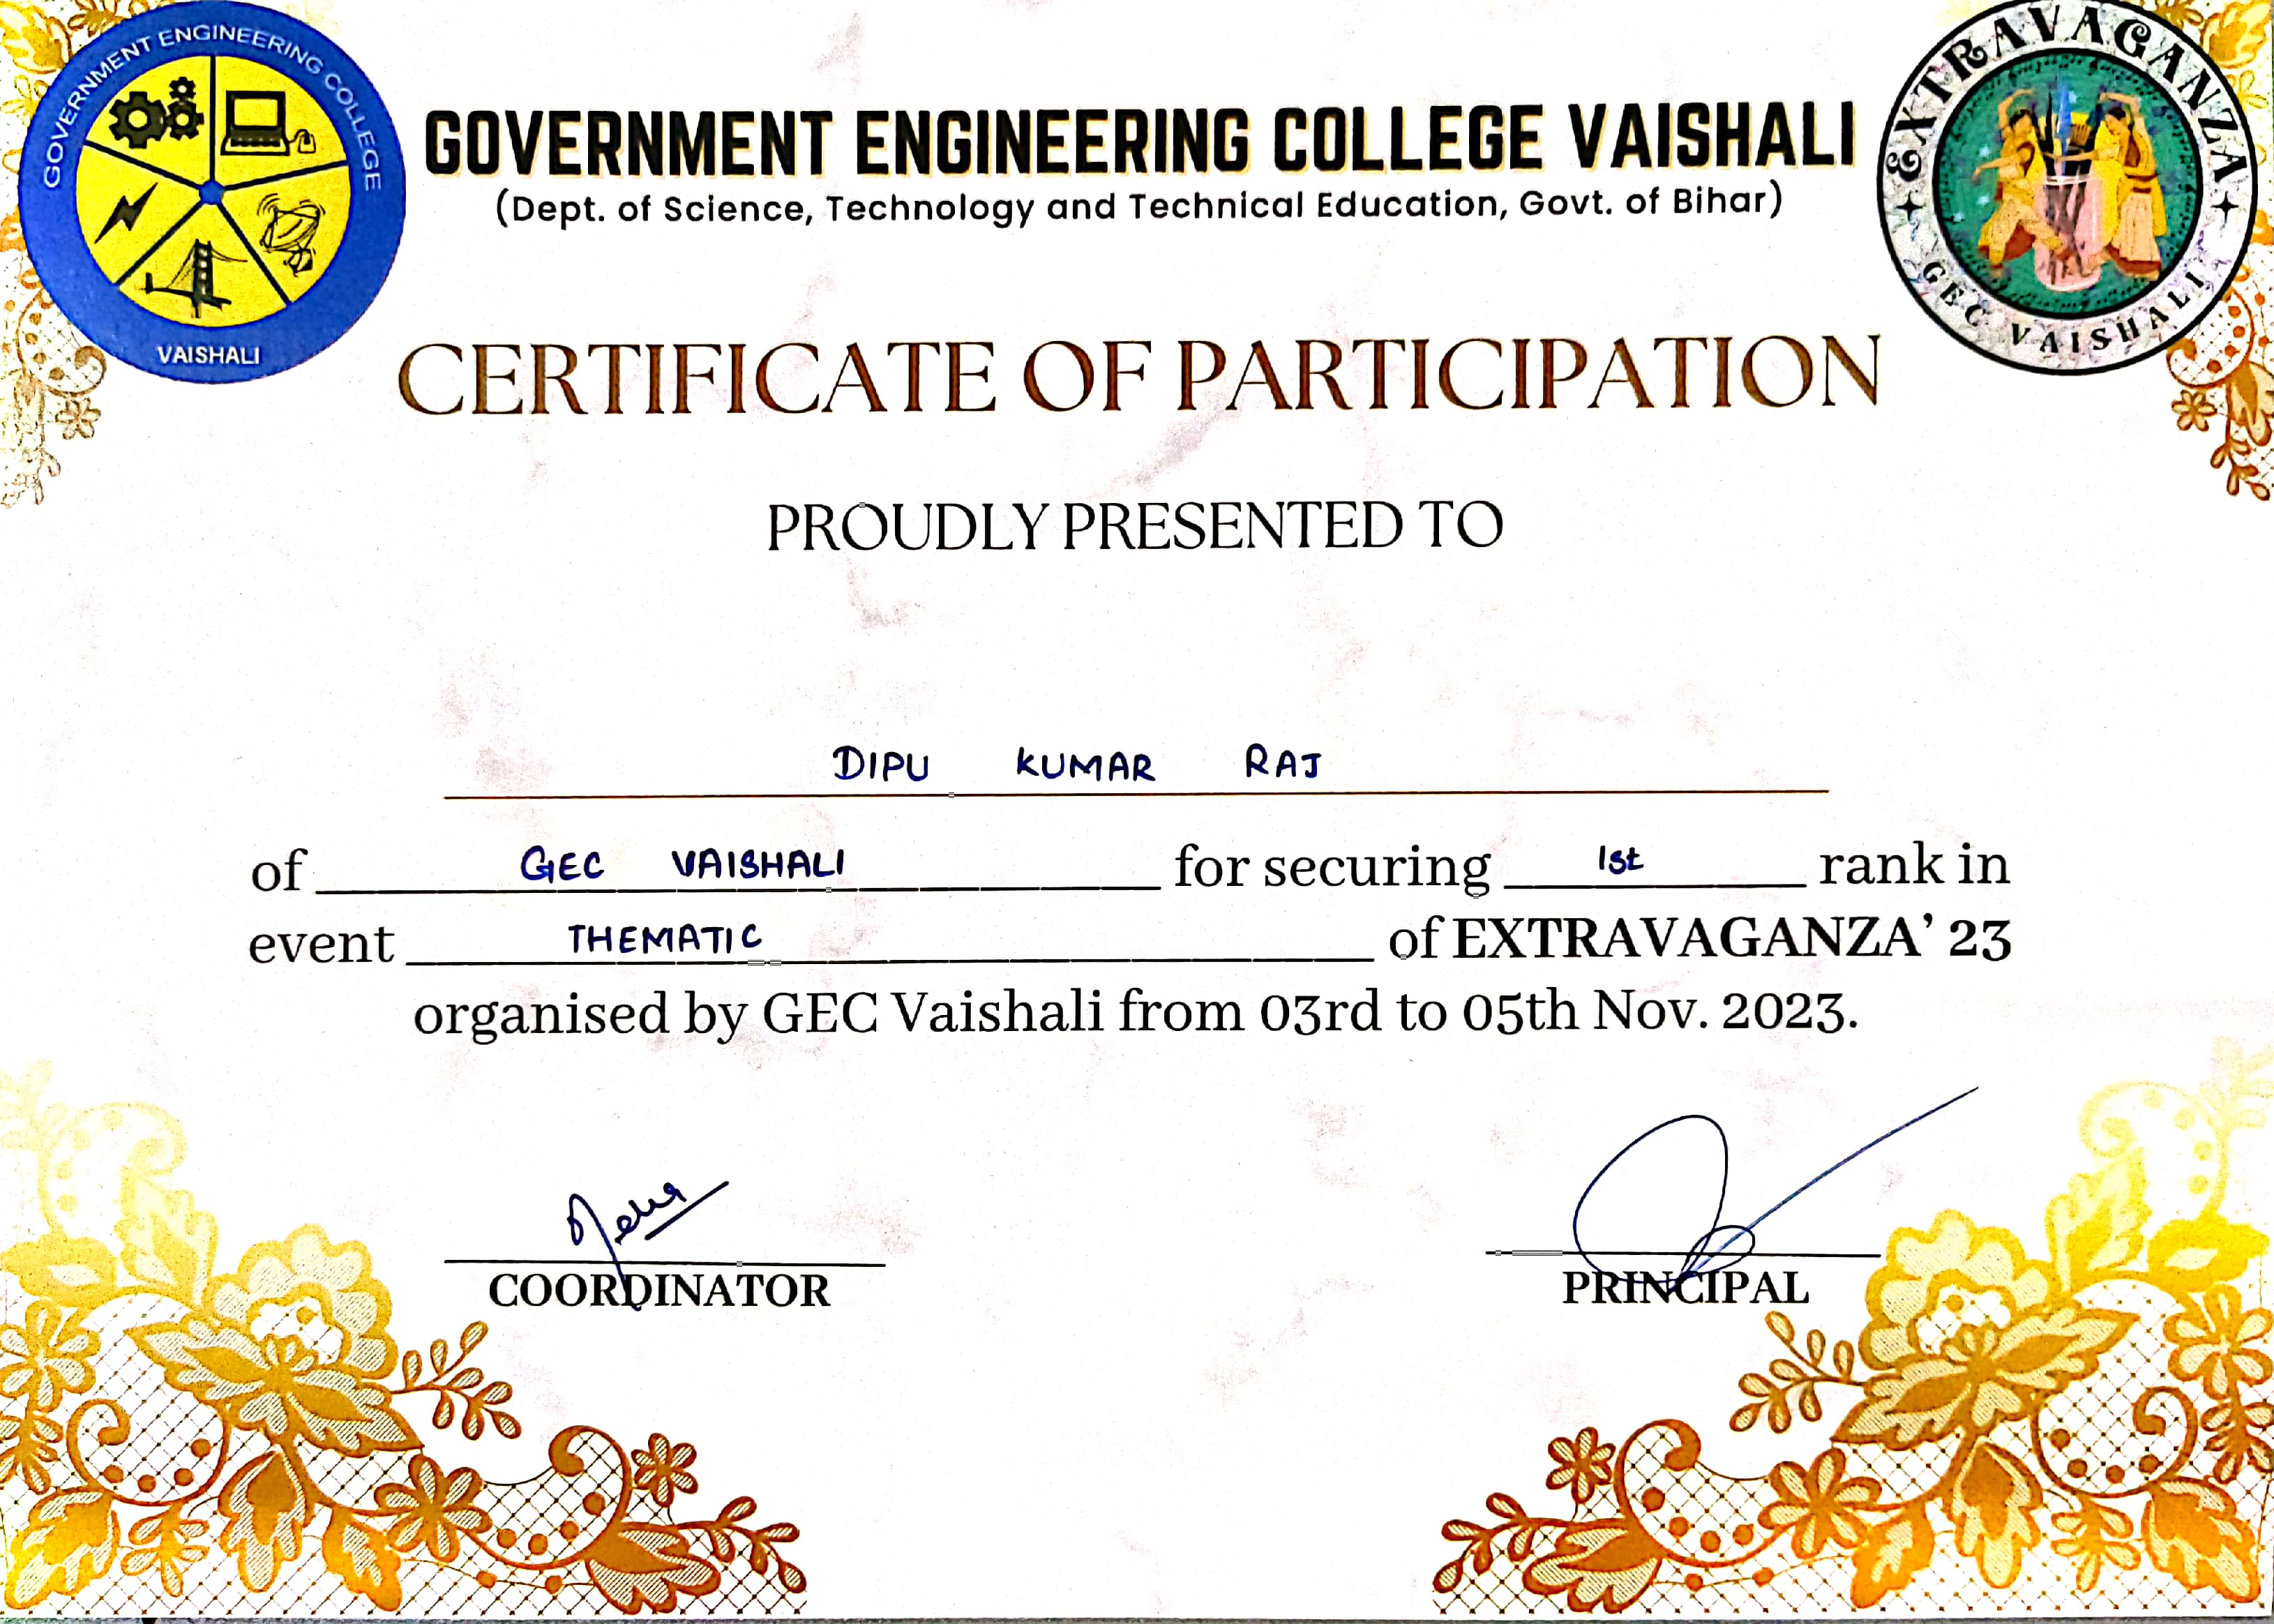 GOVERNMENT ENGINEERING COLLEGE
VAISHALI
GOVERNMENT ENGINEERING COLLEGE VAISHALI
(Dept. of Science, Technology and Technical Education, Govt. of Bihar)
EXTRAVAGANZA
GEC VAISHALI
CERTIFICATE OF PARTICIPATION
PROUDLY PRESENTED TO
DIPU KUMAR RAJ
of GEC VAISHALI for securing 1st rank in
event THEMATIC of EXTRAVAGANZA' 23
organised by GEC Vaishali from 03rd to 05th Nov. 2023.
COORDINATOR
PRINCIPAL